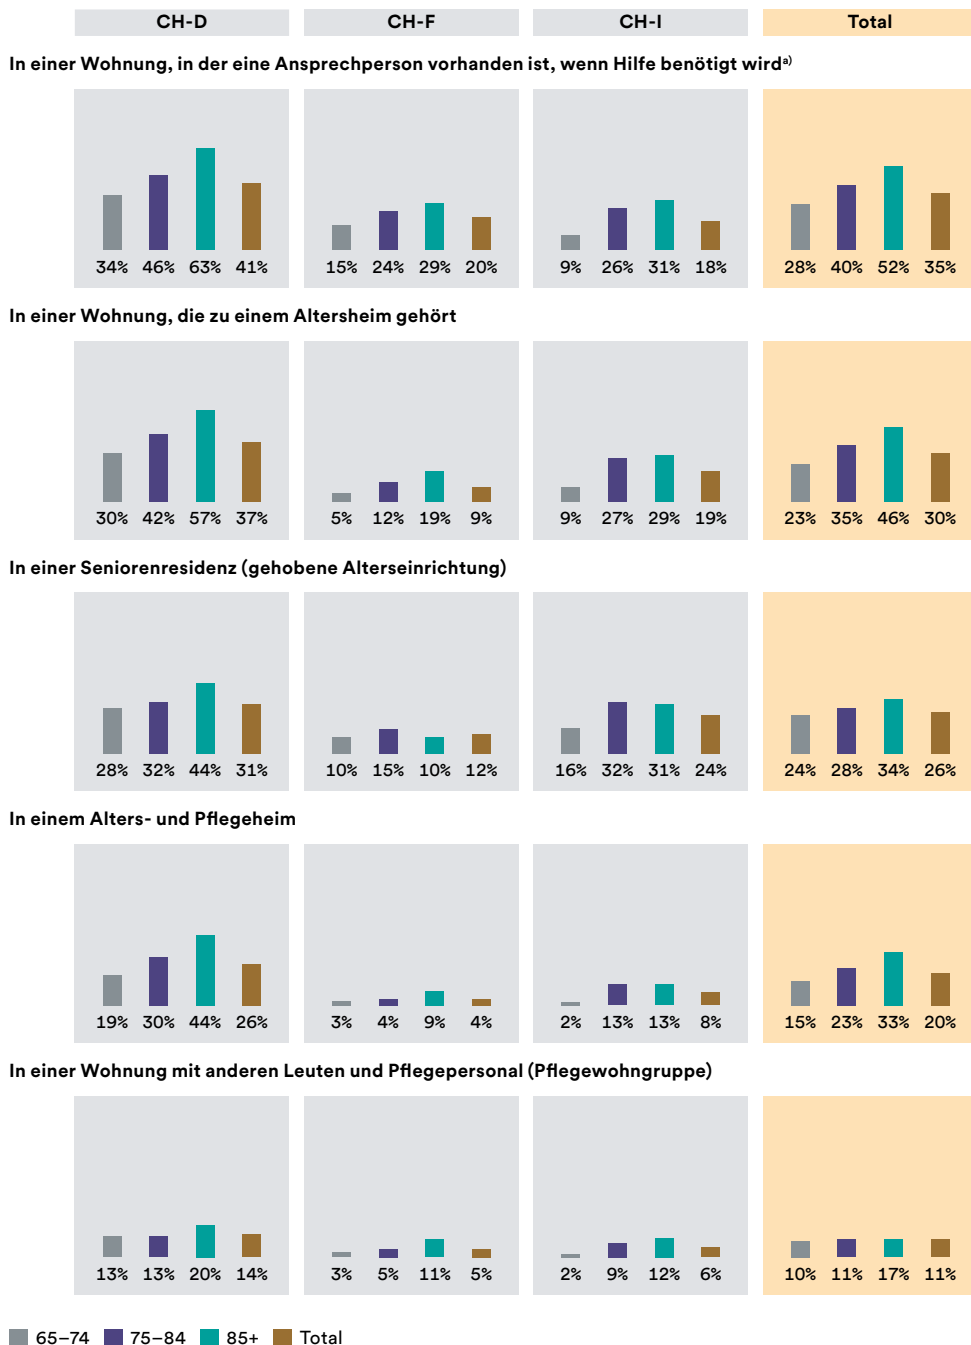 CH-D CH-F CH-I Total
In einer Wohnung, in der eine Ansprechperson vorhanden ist, wenn Hilfe benötigt wird a)
34% 46% 63% 41% 15% 24% 29% 20% 9% 26% 31% 18% 28% 40% 52% 35%
In einer Wohnung, die zu einem Altersheim gehört
30% 42% 57% 37% 5% 12% 19% 9% 9% 27% 29% 19% 23% 35% 46% 30%
In einer Seniorenresidenz (gehobene Alterseinrichtung)
28% 32% 44% 31% 10% 15% 10% 12% 16% 32% 31% 24% 24% 28% 34% 26%
In einem Alters- und Pflegeheim
19% 30% 44% 26% 3% 4% 9% 4% 2% 13% 13% 8% 15% 23% 33% 20%
In einer Wohnung mit anderen Leuten und Pflegepersonal (Pflegewohngruppe)
13% 13% 20% 14% 3% 5% 11% 5% 2% 9% 12% 6% 10% 11% 17% 11%
65–74 75–84 85+ Total